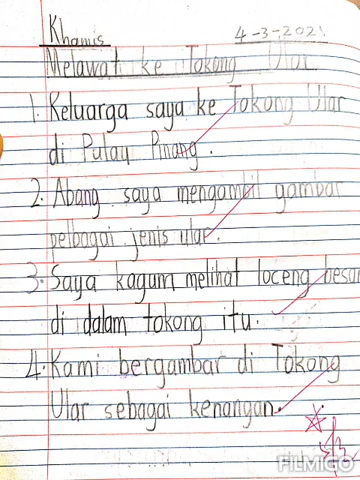 Khamis 4-3-2021
Melawat ke Tokong Ular
1. Keluarga saya ke Tokong Ular
di Pulau Pinang.
2. Abang saya mengambil gambar
pelbagai jenis ular.
3. Saya kagum melihat loceng besar
di dalam tokong itu.
4. Kami bergambar di Tokong
Ular sebagai kenangan.
FILMIGO